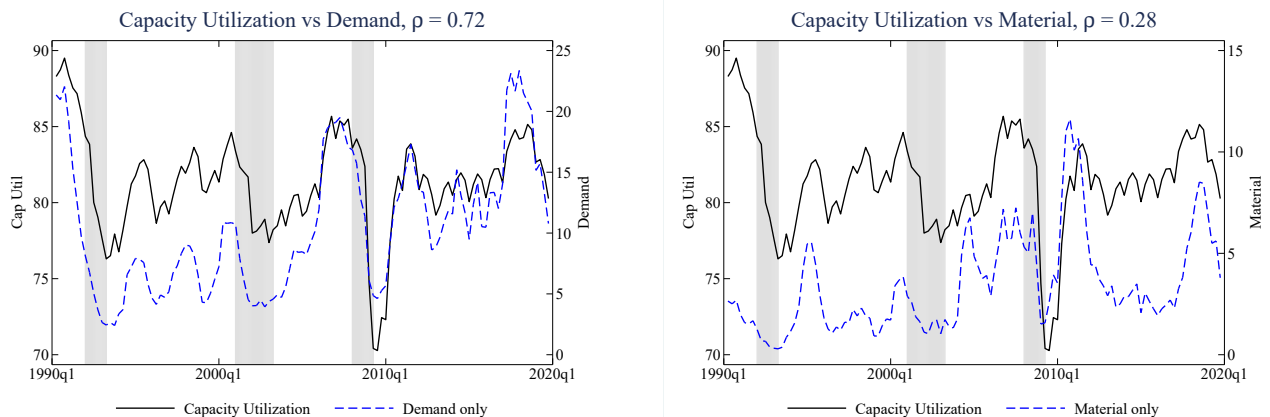 Capacity Utilization vs Demand, ρ = 0.72
90
85
80
75
70
Cap Util
25
20
15
10
5
0
Demand
1990q1 2000q1 2010q1 2020q1
Capacity Utilization Demand only
Capacity Utilization vs Material, ρ = 0.28
90
85
80
75
70
Cap Util
15
10
5
0
Material
1990q1 2000q1 2010q1 2020q1
Capacity Utilization Material only